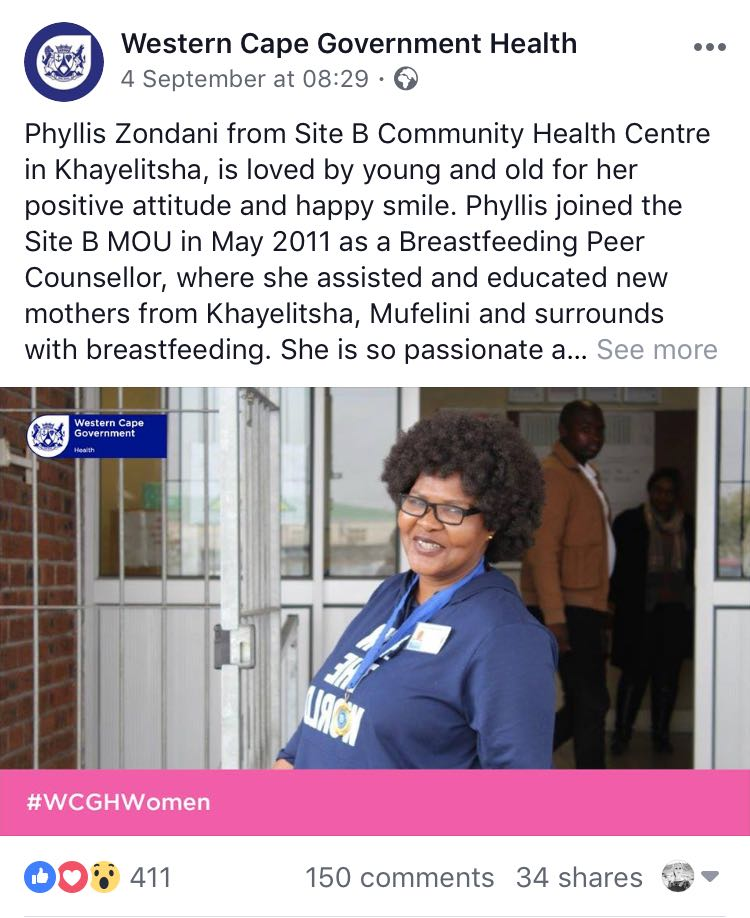 Western Cape Government Health
4 September at 08:29 ·
Phyllis Zondani from Site B Community Health Centre
in Khayelitsha, is loved by young and old for her
positive attitude and happy smile. Phyllis joined the
Site B MOU in May 2011 as a Breastfeeding Peer
Counsellor, where she assisted and educated new
mothers from Khayelitsha, Mufelini and surrounds
with breastfeeding. She is so passionate a... See more
Western Cape
Government
Health
THE
#WCGHWomen
411 150 comments 34 shares